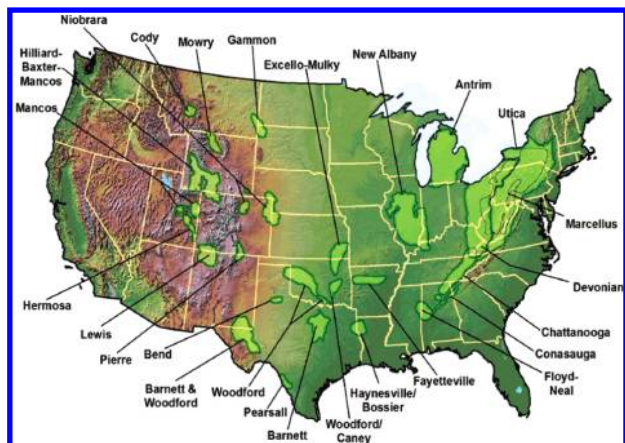 Niobrara
Cody
Mowry
Gammon
Hilliard-
Baxter-
Mancos
Excello-Mulky
New Albany
Antrim
Mancos
Utica
Marcellus
Devonian
Hermosa
Chattanooga
Lewis
Conasauga
Pierre
Bend
Floyd-
Neal
Barnett &
Woodford
Woodford
Fayetteville
Haynesville/
Bossier
Pearsall
Woodford/
Caney
Barnett